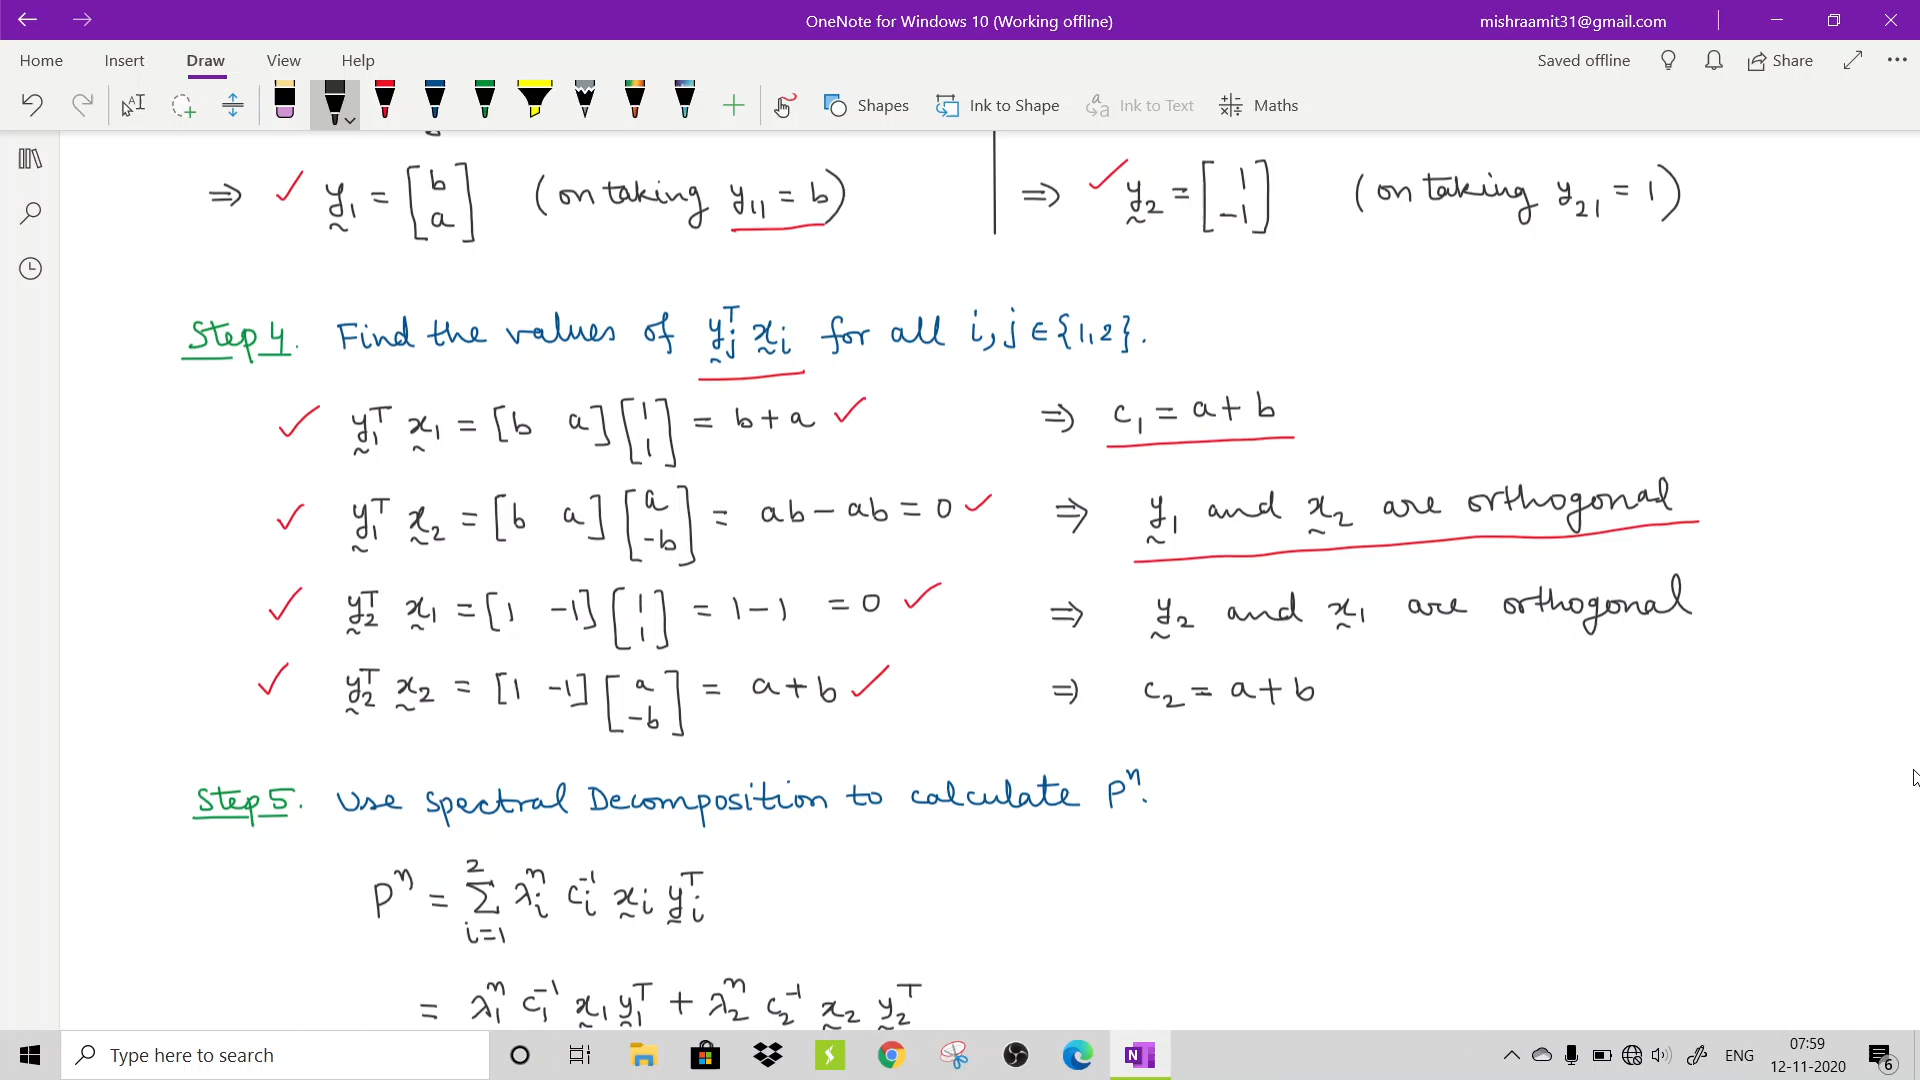 OneNote for Windows 10 (Working offline)
mishraamit31@gmail.com
Home Insert Draw View Help
Saved offline Share
Shapes Ink to Shape Ink to Text Maths
⇒ ✓ y₁ = [b a] (on taking y₁₁ = b)
⇒ ✓ y₂ = [1 -1] (on taking y₂₁ = 1)
Step 4. Find the values of yⱼᵀ xᵢ for all i, j ∈ {1,2}.
✓ y₁ᵀ x₁ = [b a] [1 1] = b + a ✓ ⇒ c₁ = a + b
✓ y₁ᵀ x₂ = [b a] [a -b] = ab - ab = 0 ✓ ⇒ y₁ and x₂ are orthogonal
✓ y₂ᵀ x₁ = [1 -1] [1 1] = 1 - 1 = 0 ✓ ⇒ y₂ and x₁ are orthogonal
✓ y₂ᵀ x₂ = [1 -1] [a -b] = a + b ✓ ⇒ c₂ = a + b
Step 5. Use Spectral Decomposition to calculate Pⁿ.
Pⁿ = Σ_{i=1}^{2} λᵢⁿ cᵢ⁻¹ xᵢ yᵢᵀ
= λ₁ⁿ c₁⁻¹ x₁ y₁ᵀ + λ₂ⁿ c₂⁻¹ x₂ y₂ᵀ
Type here to search
ENG
07:59
12-11-2020
6